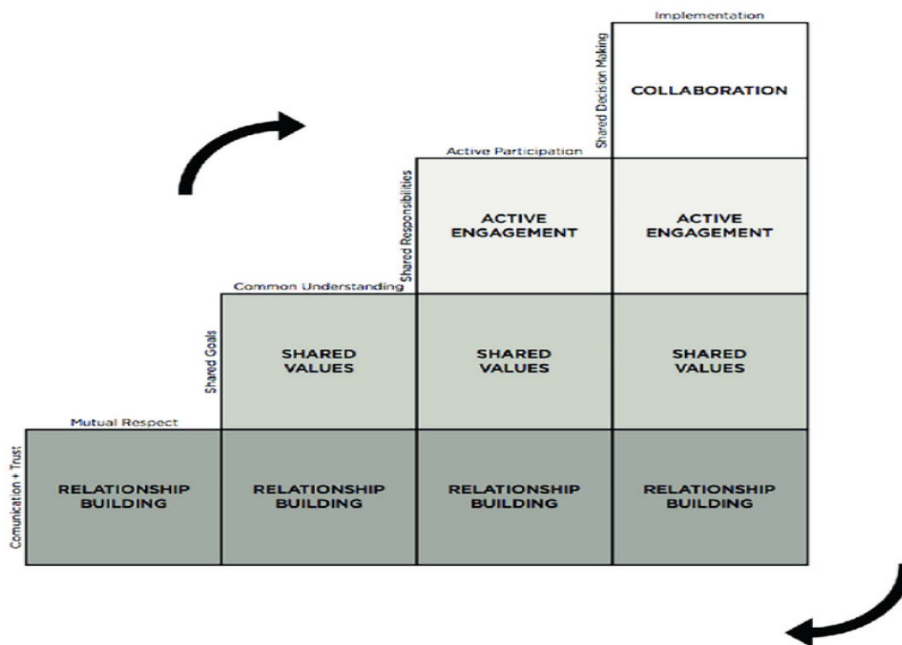 Implementation
Shared Decision Making
COLLABORATION
Active Participation
Shared Responsibilities
ACTIVE
ENGAGEMENT
ACTIVE
ENGAGEMENT
Common Understanding
Shared Goals
SHARED
VALUES
SHARED
VALUES
SHARED
VALUES
Mutual Respect
Comunication + Trust
RELATIONSHIP
BUILDING
RELATIONSHIP
BUILDING
RELATIONSHIP
BUILDING
RELATIONSHIP
BUILDING